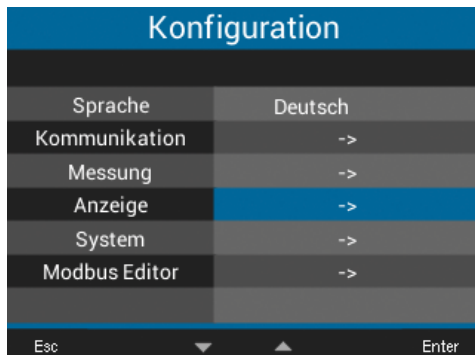 Konfiguration
Sprache Deutsch
Kommunikation ->
Messung ->
Anzeige ->
System ->
Modbus Editor ->
Esc Enter